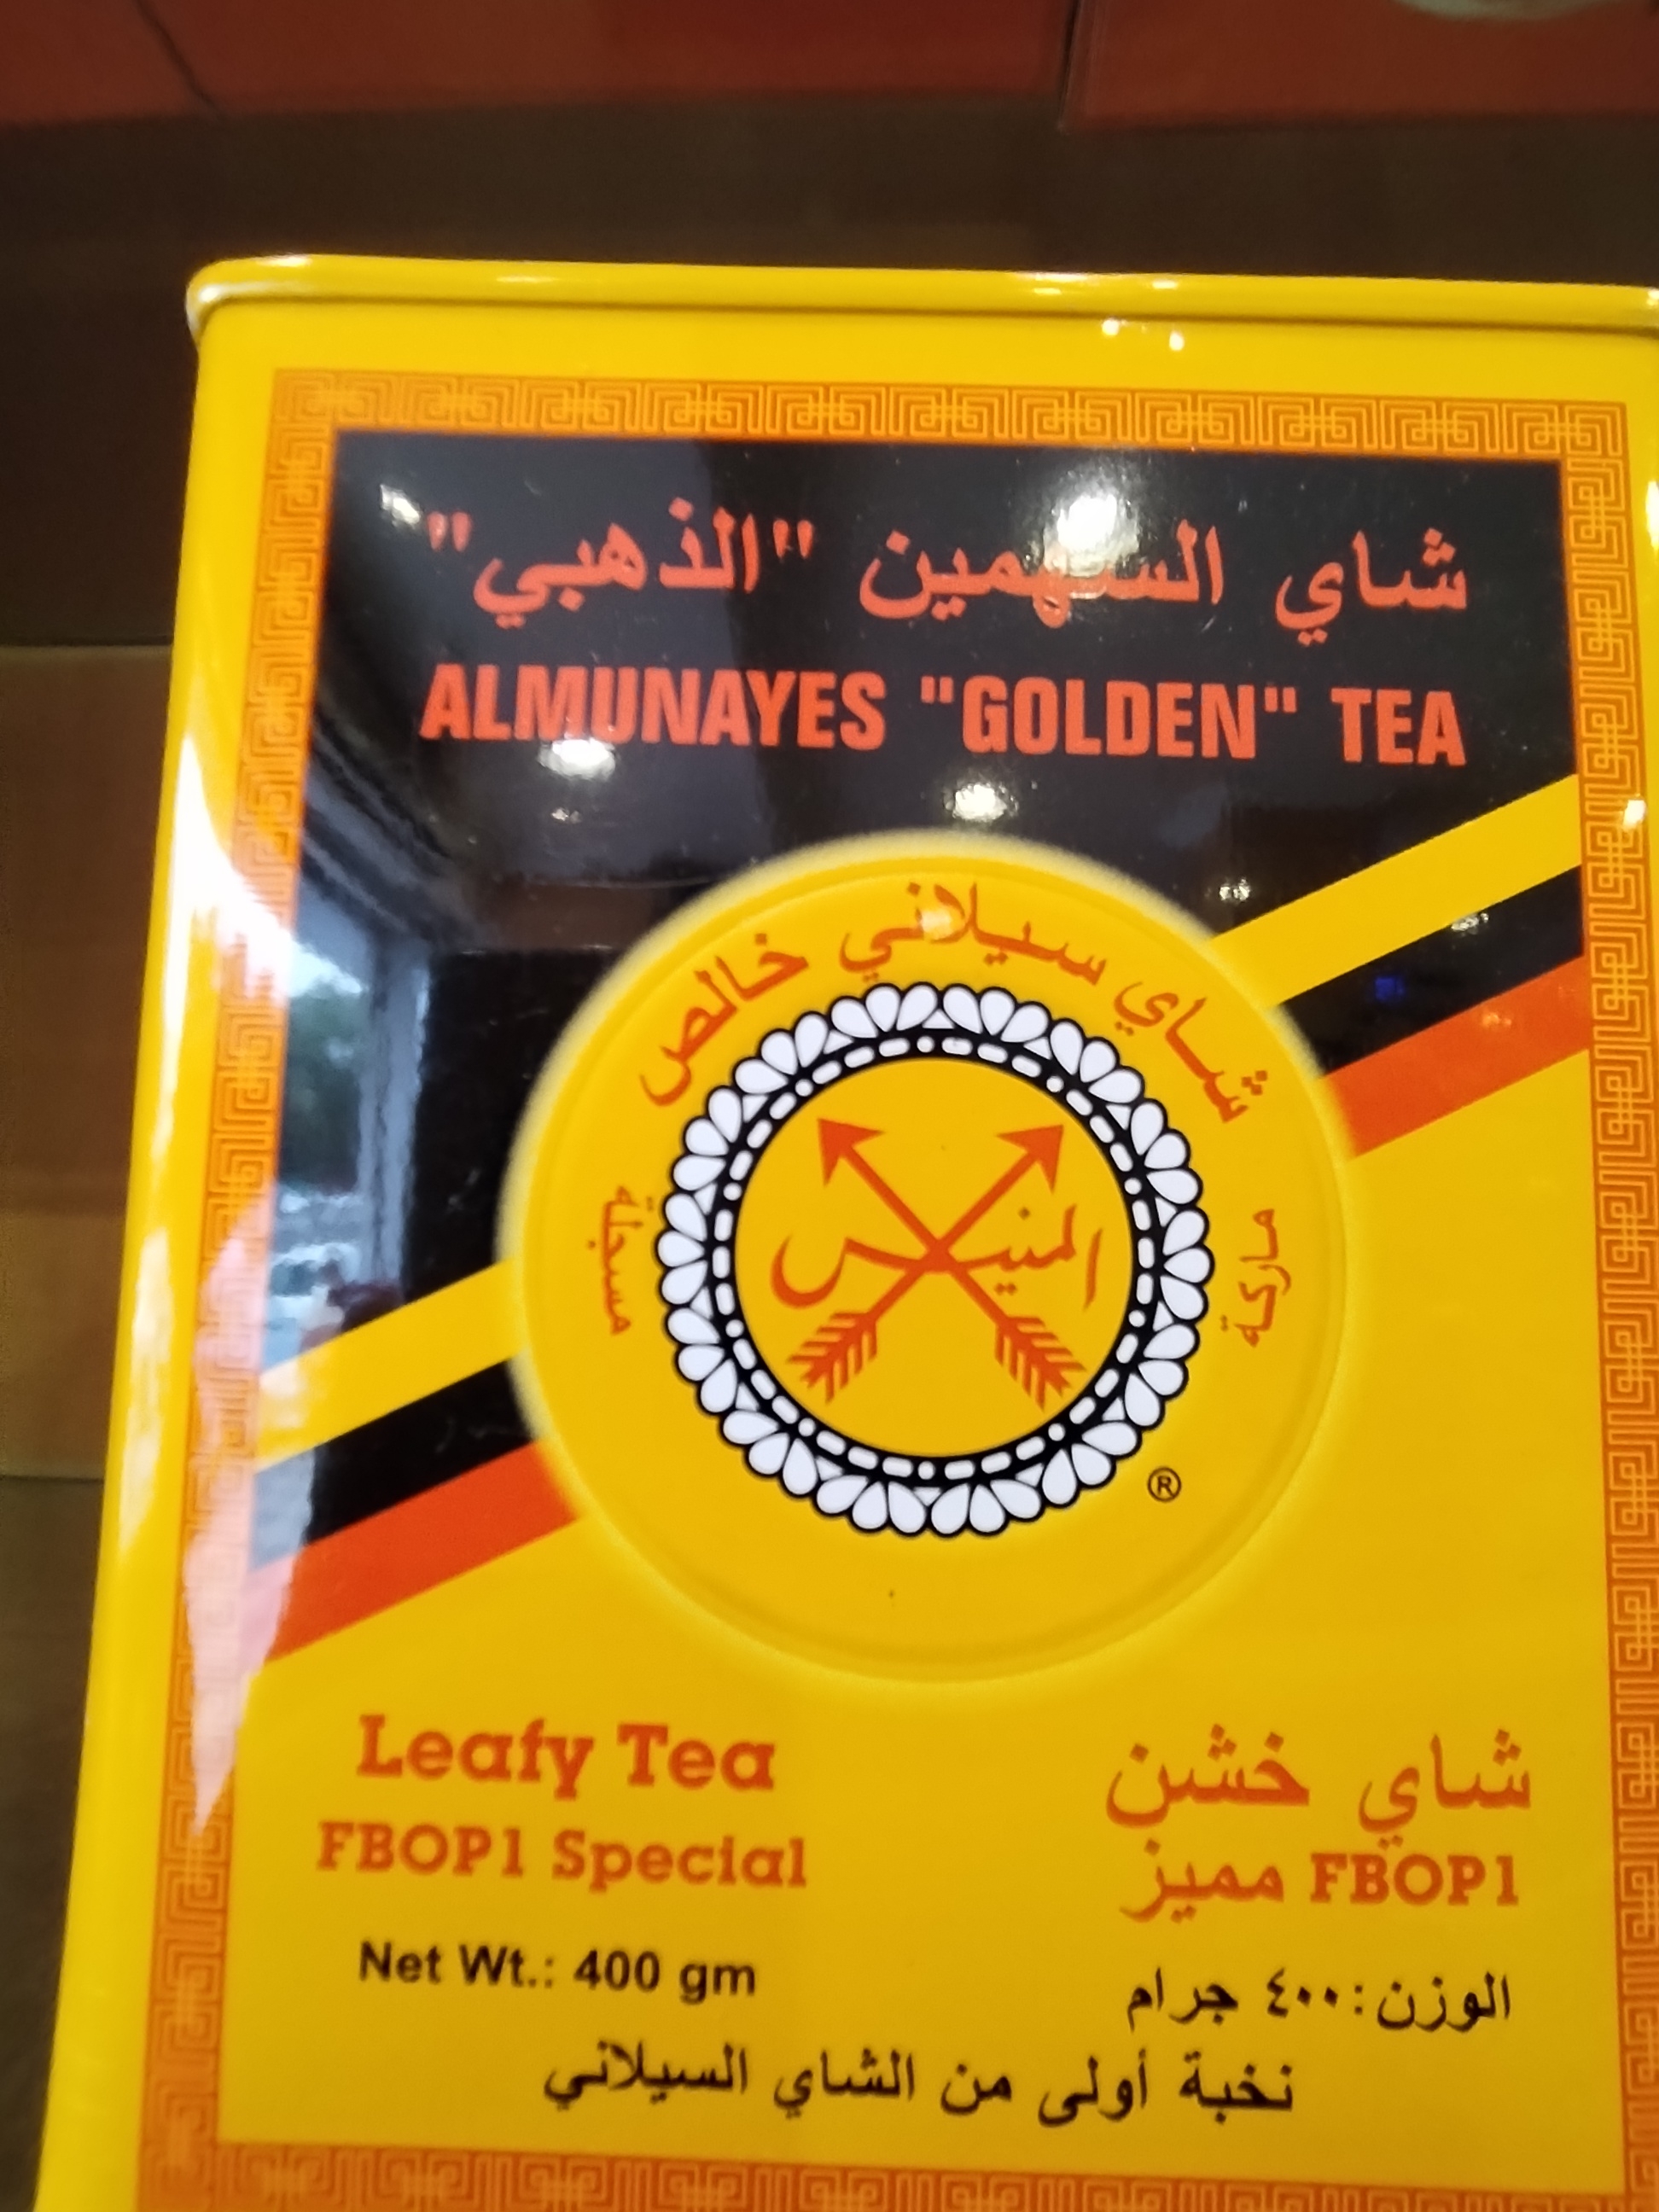 شاي السهمين "الذهبي"
ALMUNAYES "GOLDEN" TEA
شاي سيلاني خالص
ماركة
مسجلة
المنيس
®
Leafy Tea
FBOP1 Special
Net Wt.: 400 gm
شاي خشن
FBOP1 مميز
الوزن: ٤٠٠ جرام
نخبة أولى من الشاي السيلاني